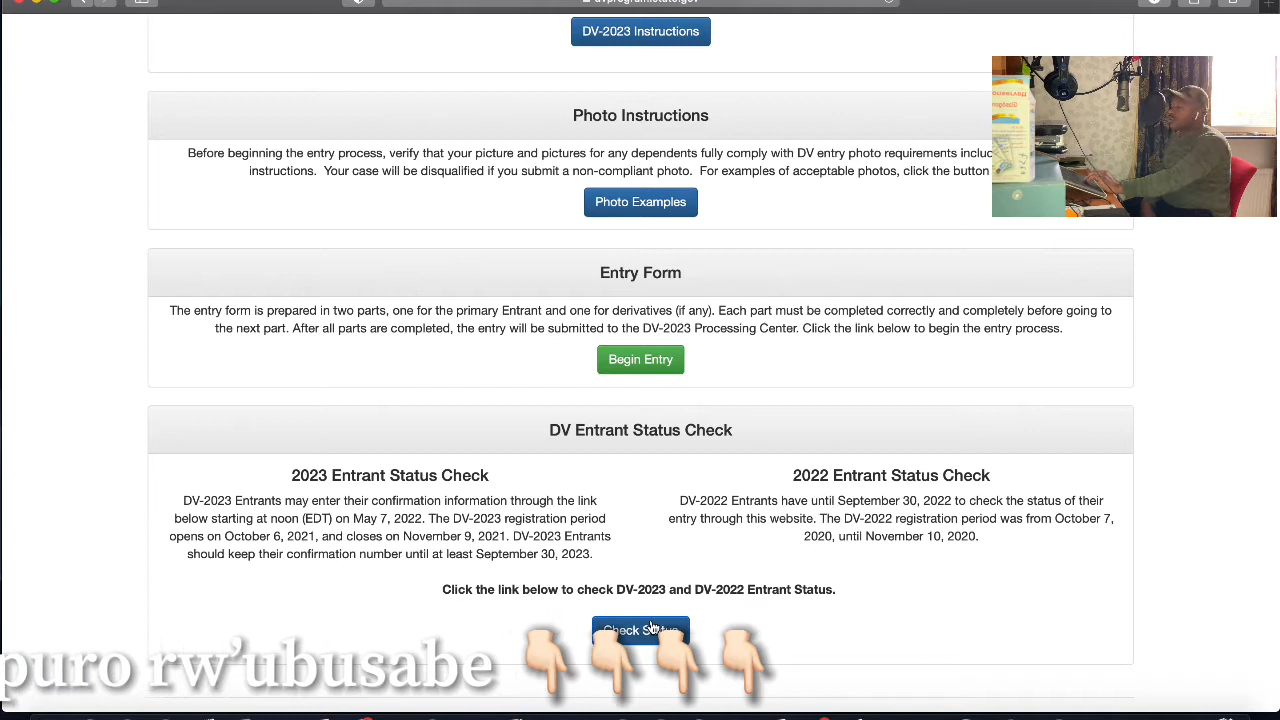 DV-2023 Instructions
Photo Instructions
Before beginning the entry process, verify that your picture and pictures for any dependents fully comply with DV entry photo requirements
instructions. Your case will be disqualified if you submit a non-compliant photo. For examples of acceptable photos, click the button
Photo Examples
Entry Form
The entry form is prepared in two parts, one for the primary Entrant and one for derivatives (if any). Each part must be completed correctly and completely before going to
the next part. After all parts are completed, the entry will be submitted to the DV-2023 Processing Center. Click the link below to begin the entry process.
Begin Entry
DV Entrant Status Check
2023 Entrant Status Check
DV-2023 Entrants may enter their confirmation information through the link
below starting at noon (EDT) on May 7, 2022. The DV-2023 registration period
opens on October 6, 2021, and closes on November 9, 2021. DV-2023 Entrants
should keep their confirmation number until at least September 30, 2023.
2022 Entrant Status Check
DV-2022 Entrants have until September 30, 2022 to check the status of their
entry through this website. The DV-2022 registration period was from October 7,
2020, until November 10, 2020.
Click the link below to check DV-2023 and DV-2022 Entrant Status.
Check Status
puro rw’ubusabe 👇🏻👇🏻👇🏻👇🏻